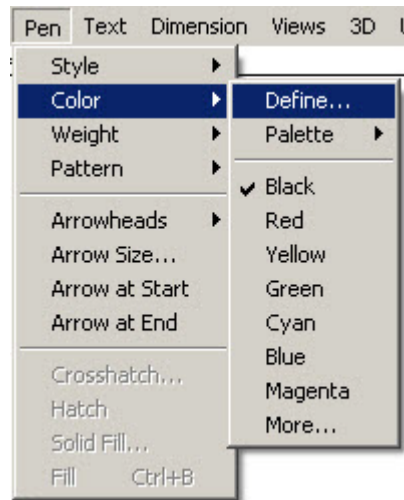 Pen Text Dimension Views 3D
Style
Color
Weight
Pattern
Arrowheads
Arrow Size...
Arrow at Start
Arrow at End
Crosshatch...
Hatch
Solid Fill...
Fill Ctrl+B
Define...
Palette
Black
Red
Yellow
Green
Cyan
Blue
Magenta
More...